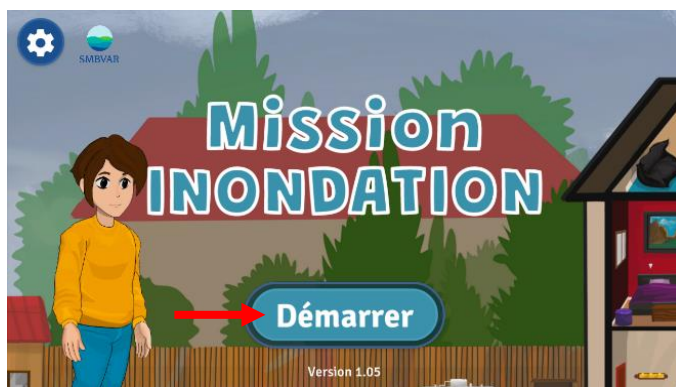 SMBVAR
Mission
INONDATION
Démarrer
Version 1.05